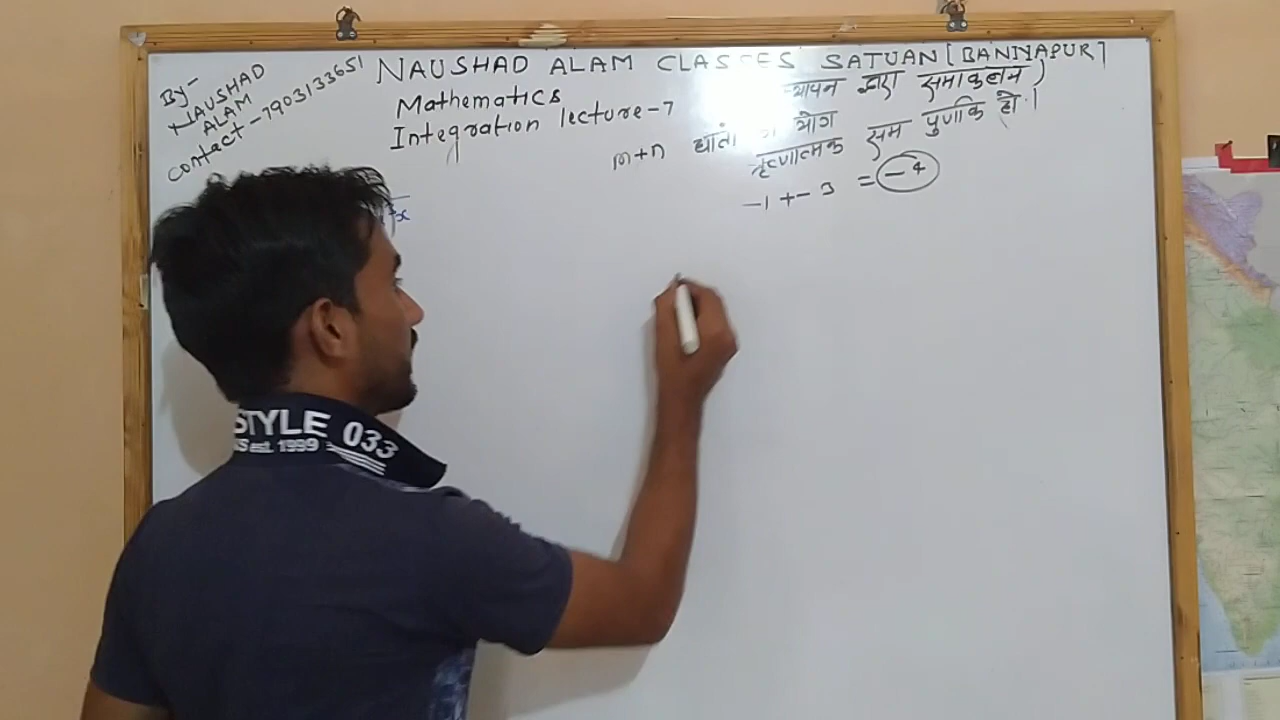 By-
NAUSHAD
ALAM
contact-7903133651
NAUSHAD ALAM CLASSES SATUAN [BANIYAPUR]
Mathematics
Integration lecture-7
द्वारा समाकलन)
m+n घातों योग
ऋणात्मक सम पुर्णांक हो।
-1 + -3 = -4
x
STYLE 033
est. 1999